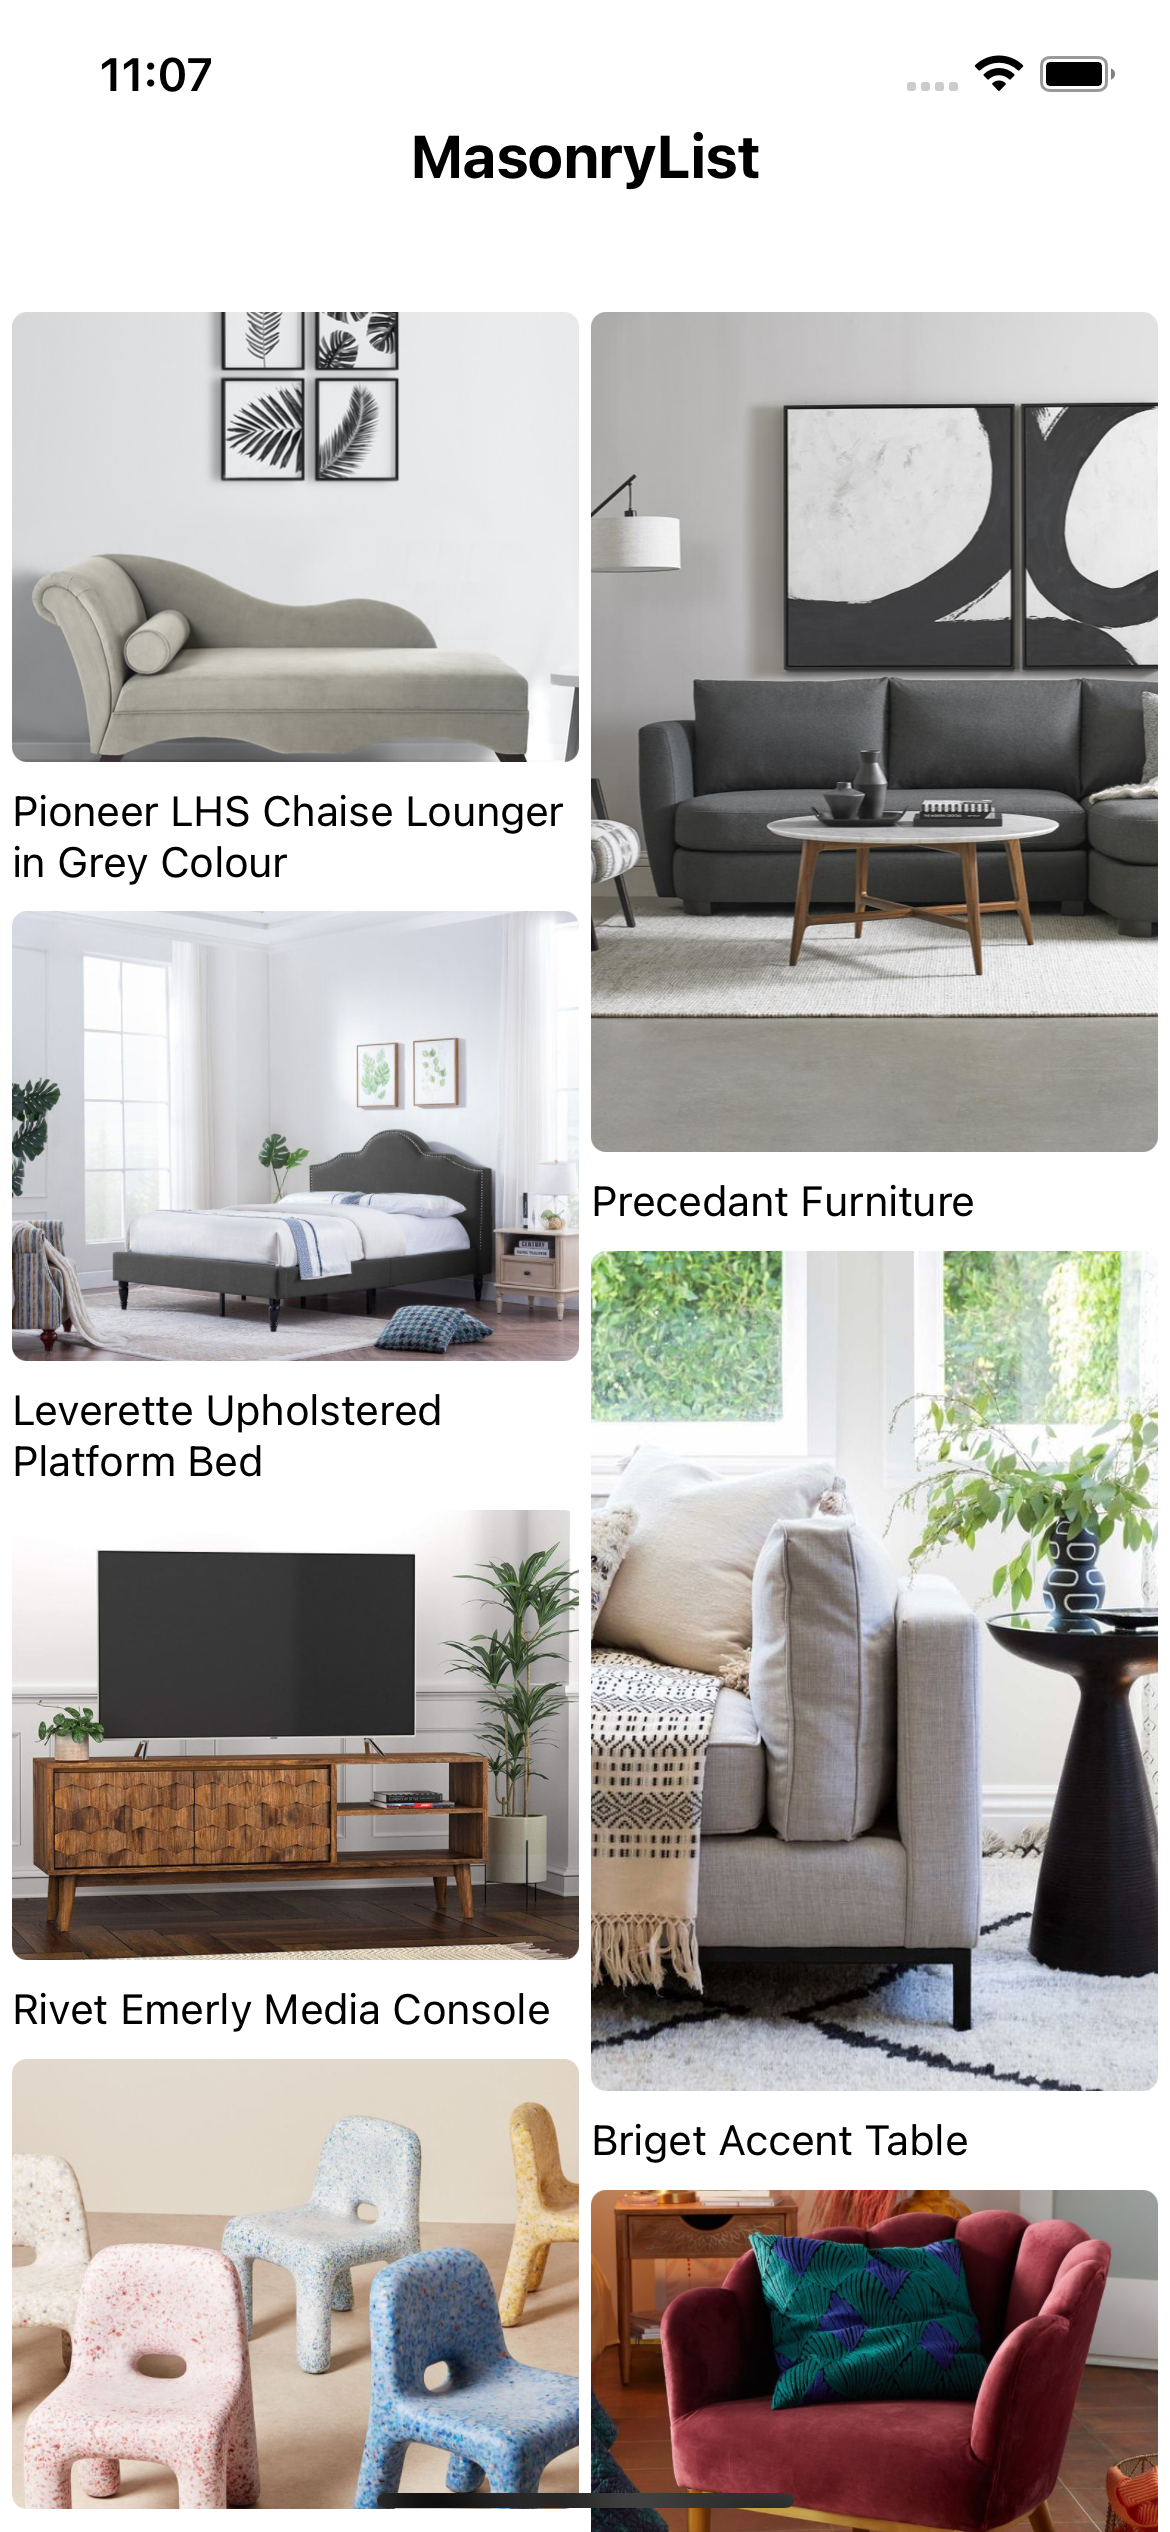 11:07
MasonryList
Pioneer LHS Chaise Lounger
in Grey Colour
Precedant Furniture
Leverette Upholstered
Platform Bed
Rivet Emerly Media Console
Briget Accent Table